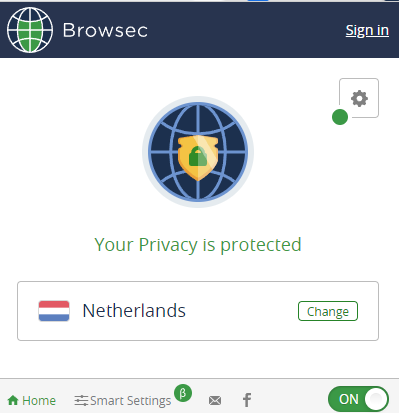 Browsec
Sign in
Your Privacy is protected
Netherlands
Change
Home
Smart Settings
β
ON